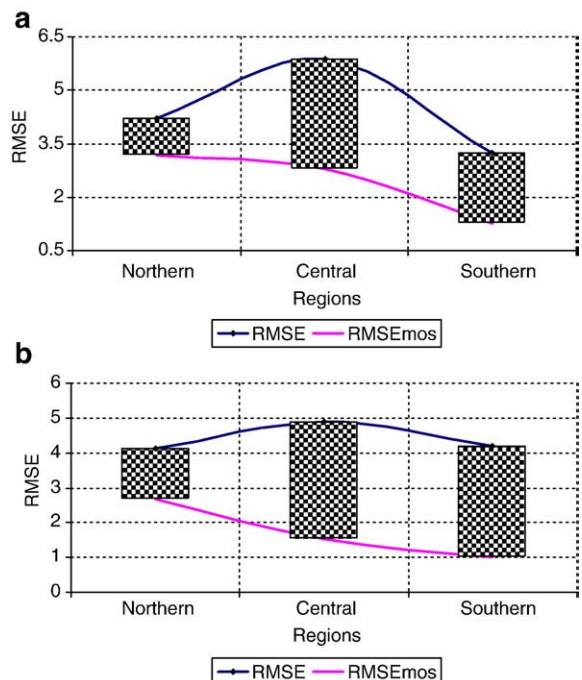 a
6.5
5
3.5
2
0.5
RMSE
Northern Central Southern
Regions
RMSE RMSEmos
b
6
5
4
3
2
1
0
RMSE
Northern Central Southern
Regions
RMSE RMSEmos